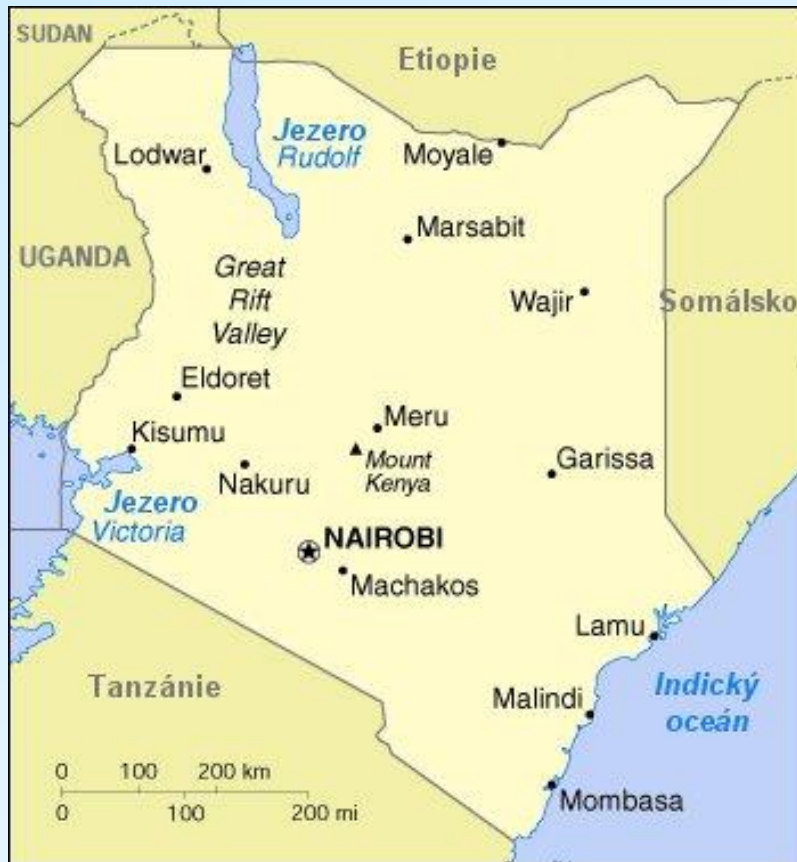 SUDAN
Etiopie
Jezero
Rudolf
Lodwar
Moyale
Marsabit
UGANDA
Great
Rift
Valley
Wajir
Somálsko
Eldoret
Meru
Kisumu
Mount
Kenya
Garissa
Nakuru
Jezero
Victoria
NAIROBI
Machakos
Lamu
Tanzánie
Malindi
Indický
oceán
0 100 200 km
0 100 200 mi
Mombasa